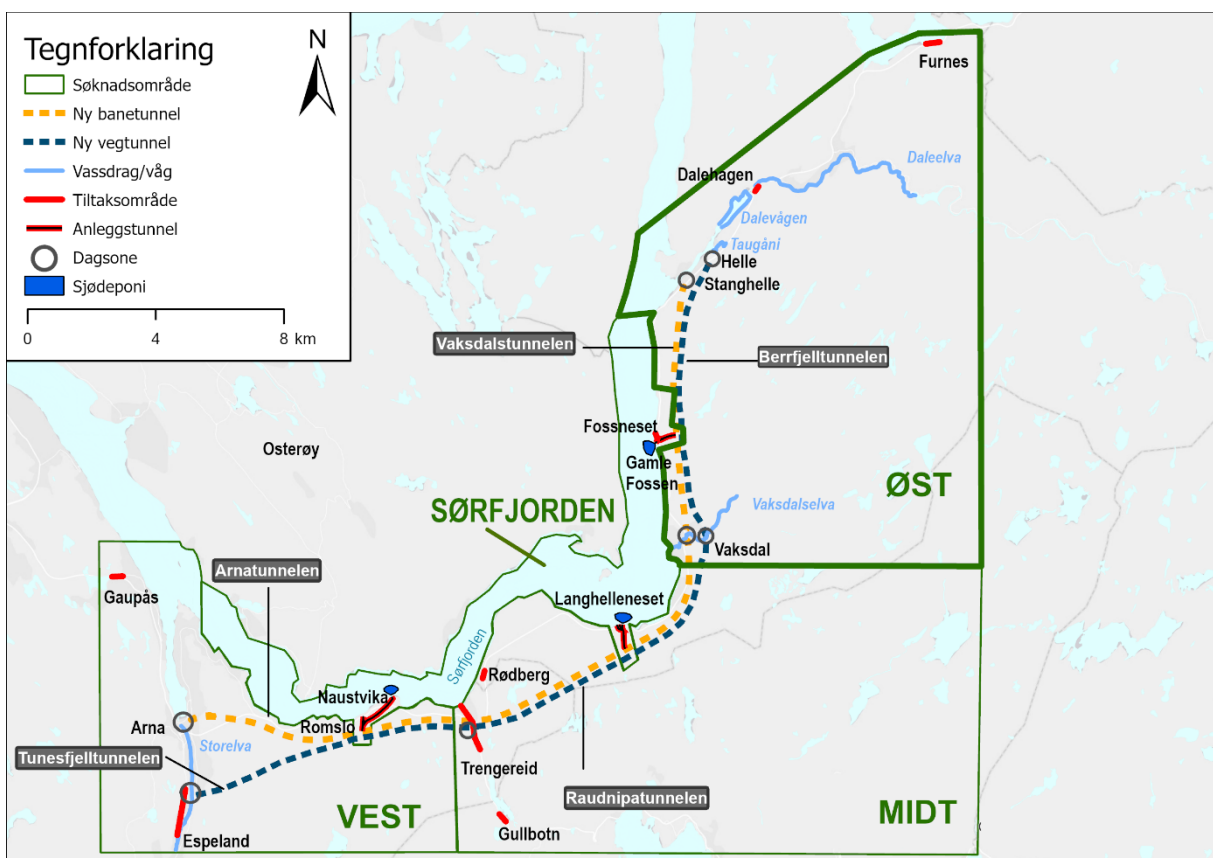 Tegnforklaring
N
Søknadsområde
Ny banetunnel
Ny vegtunnel
Vassdrag/våg
Tiltaksområde
Anleggstunnel
Dagsone
Sjødeponi
0 4 8 km
Furnes
Daleelva
Dalehagen
Dalevågen
Taugåni
Helle
Stanghelle
Vaksdalstunnelen
Berrfjelltunnelen
Fossneset
Gamle
Fossen
Osterøy
ØST
SØRFJORDEN
Vaksdalselva
Vaksdal
Arnatunnelen
Langhelleneset
Gaupås
Sørfjorden
Rødberg
Naustvika
Romslo
Arna
Storelva
Trengereid
Tunesfjelltunnelen
Raudnipatunnelen
VEST
MIDT
Gullbotn
Espeland